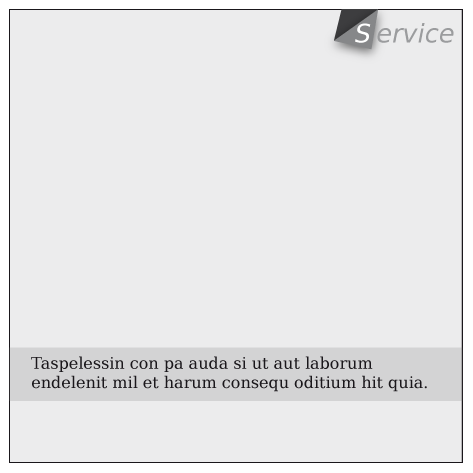 Service
Taspelessin con pa auda si ut aut laborum
endelenit mil et harum consequ oditium hit quia.